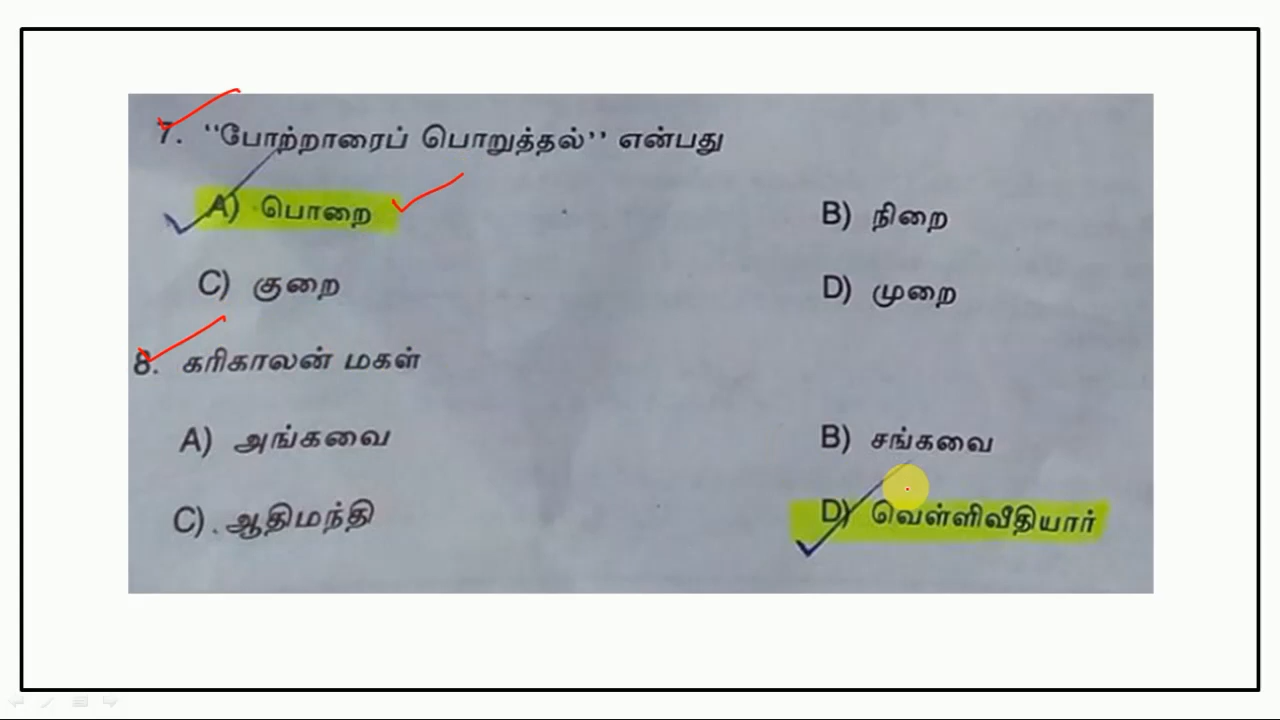 7. “போற்றாரைப் பொறுத்தல்” என்பது
A) பொறை B) நிறை
C) குறை D) முறை
8. கரிகாலன் மகள்
A) அங்கவை B) சங்கவை
C) ஆதிமந்தி D) வெள்ளிவீதியார்